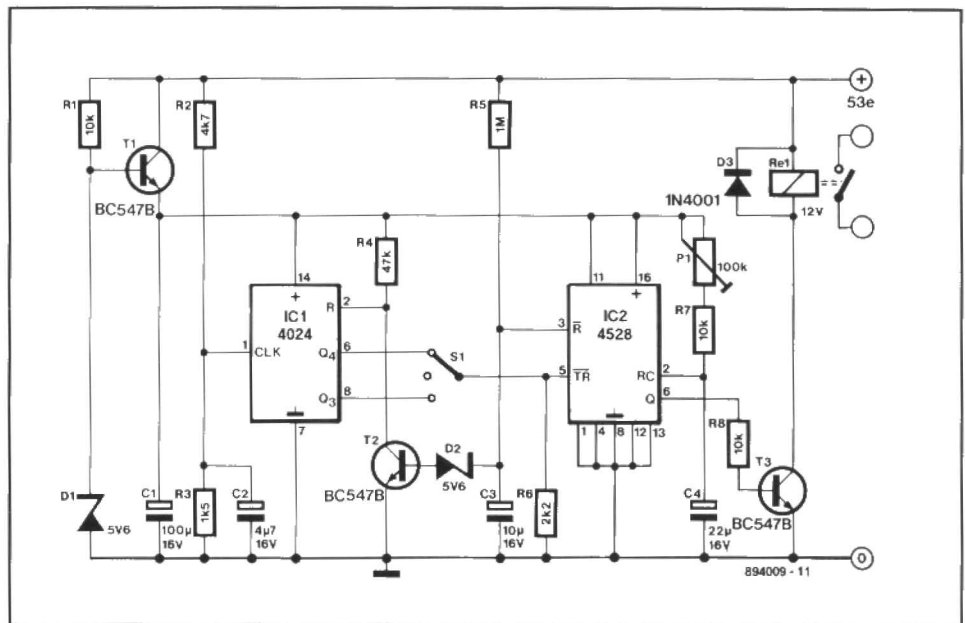 R1
10k
T1
BC547B
R2
4k7
R5
1M
+
53e
D3
1N4001
Re1
12V
14
+
R4
47k
IC1
4024
R
2
1
CLK
Q4
6
S1
Q3
8
7
11
16
+
P1
100k
IC2
4528
3
R
R7
10k
5
TR
RC
2
Q
6
1
4
8
12
13
R8
10k
T3
BC547B
T2
BC547B
D2
5V6
D1
5V6
C1
100µ
16V
R3
1k5
C2
4µ7
16V
C3
10µ
16V
R6
2k2
C4
22µ
16V
0
894009 - 11